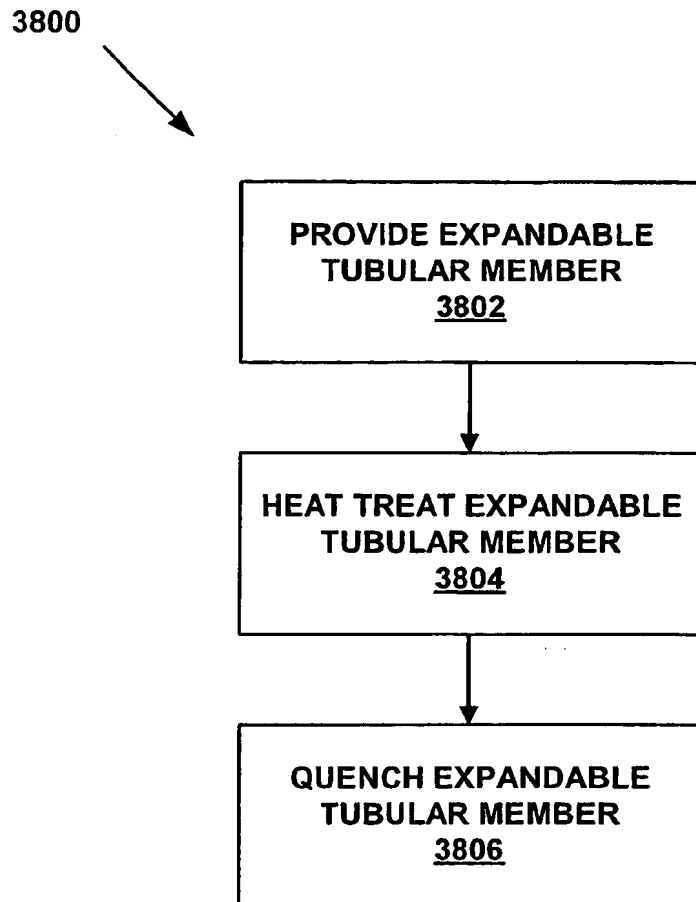 3800
PROVIDE EXPANDABLE
TUBULAR MEMBER
3802
HEAT TREAT EXPANDABLE
TUBULAR MEMBER
3804
QUENCH EXPANDABLE
TUBULAR MEMBER
3806